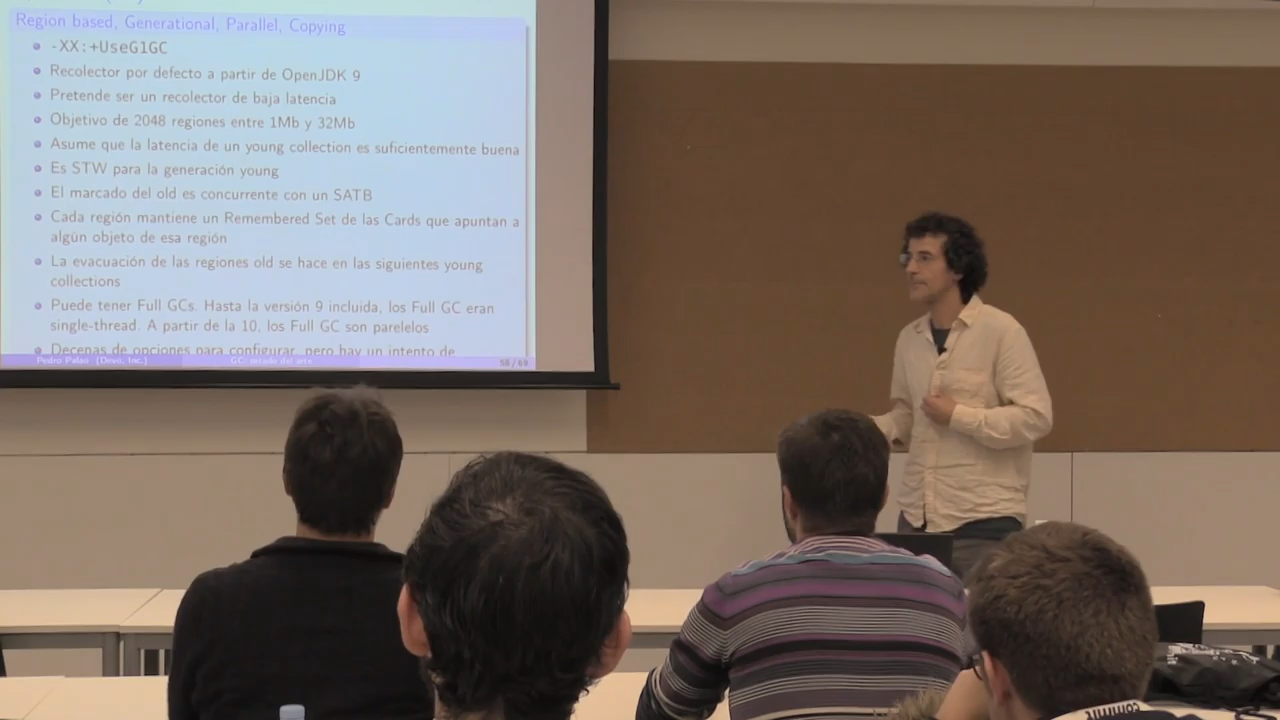 Region based, Generational, Parallel, Copying
-XX:+UseG1GC
Recolector por defecto a partir de OpenJDK 9
Pretende ser un recolector de baja latencia
Objetivo de 2048 regiones entre 1Mb y 32Mb
Asume que la latencia de un young collection es suficientemente buena
Es STW para la generación young
El marcado del old es concurrente con un SATB
Cada región mantiene un Remembered Set de las Cards que apuntan a
algún objeto de esa región
La evacuación de las regiones old se hace en las siguientes young
collections
Puede tener Full GCs. Hasta la versión 9 incluida, los Full GC eran
single-thread. A partir de la 10, los Full GC son parelelos
Decenas de opciones para configurar, pero hay un intento de
Pedro Palao (Devo, Inc.) GC: estado del arte
commit